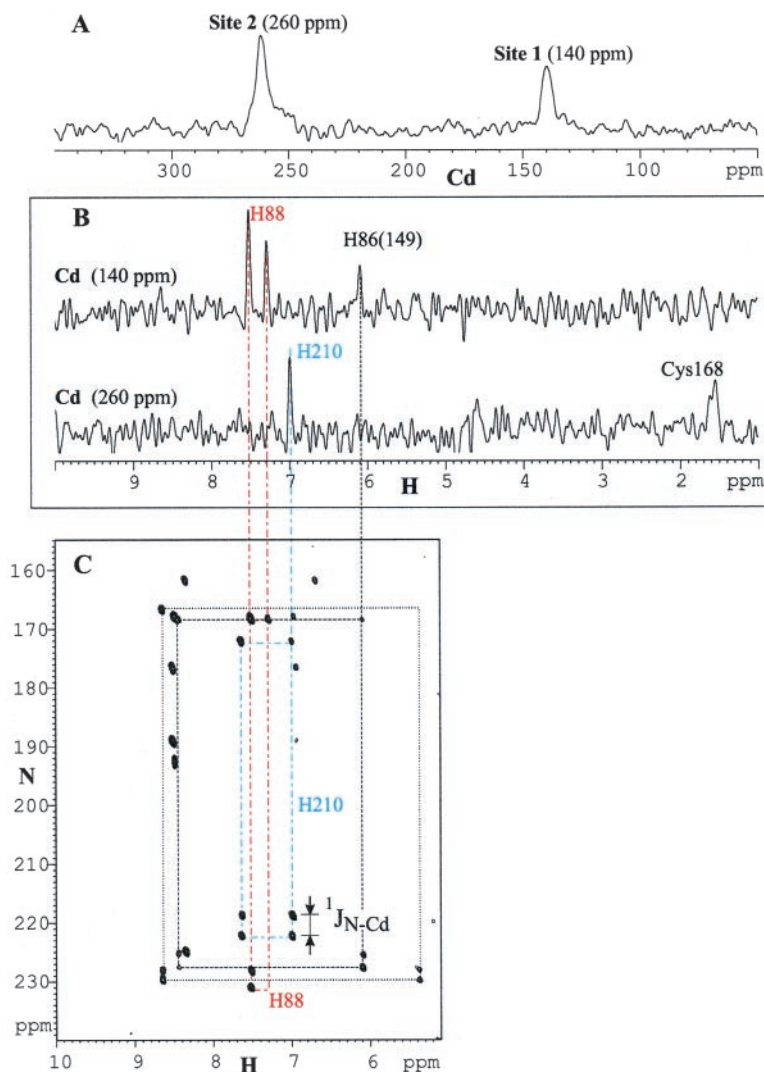 A
Site 2 (260 ppm)
Site 1 (140 ppm)
300 250 200 150 100 ppm
Cd
B
H88
H86(149)
Cd (140 ppm)
H210
Cys168
Cd (260 ppm)
9 8 7 6 5 4 3 2 ppm
H
C
160
170
180
190
N
200
H210
210
220
1JN-Cd
230
H88
ppm
10 9 8 7 6 ppm
H